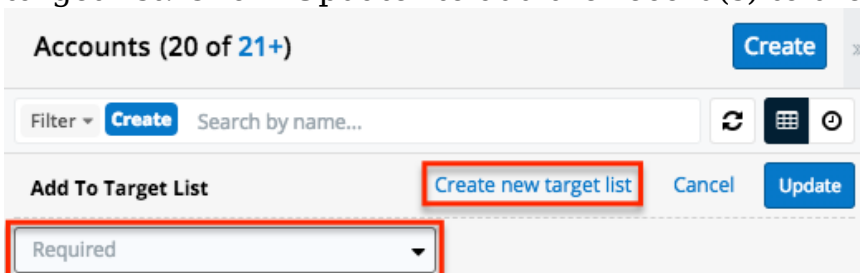 Accounts (20 of 21+) Create »
Filter Create Search by name...
Add To Target List Create new target list Cancel Update
Required